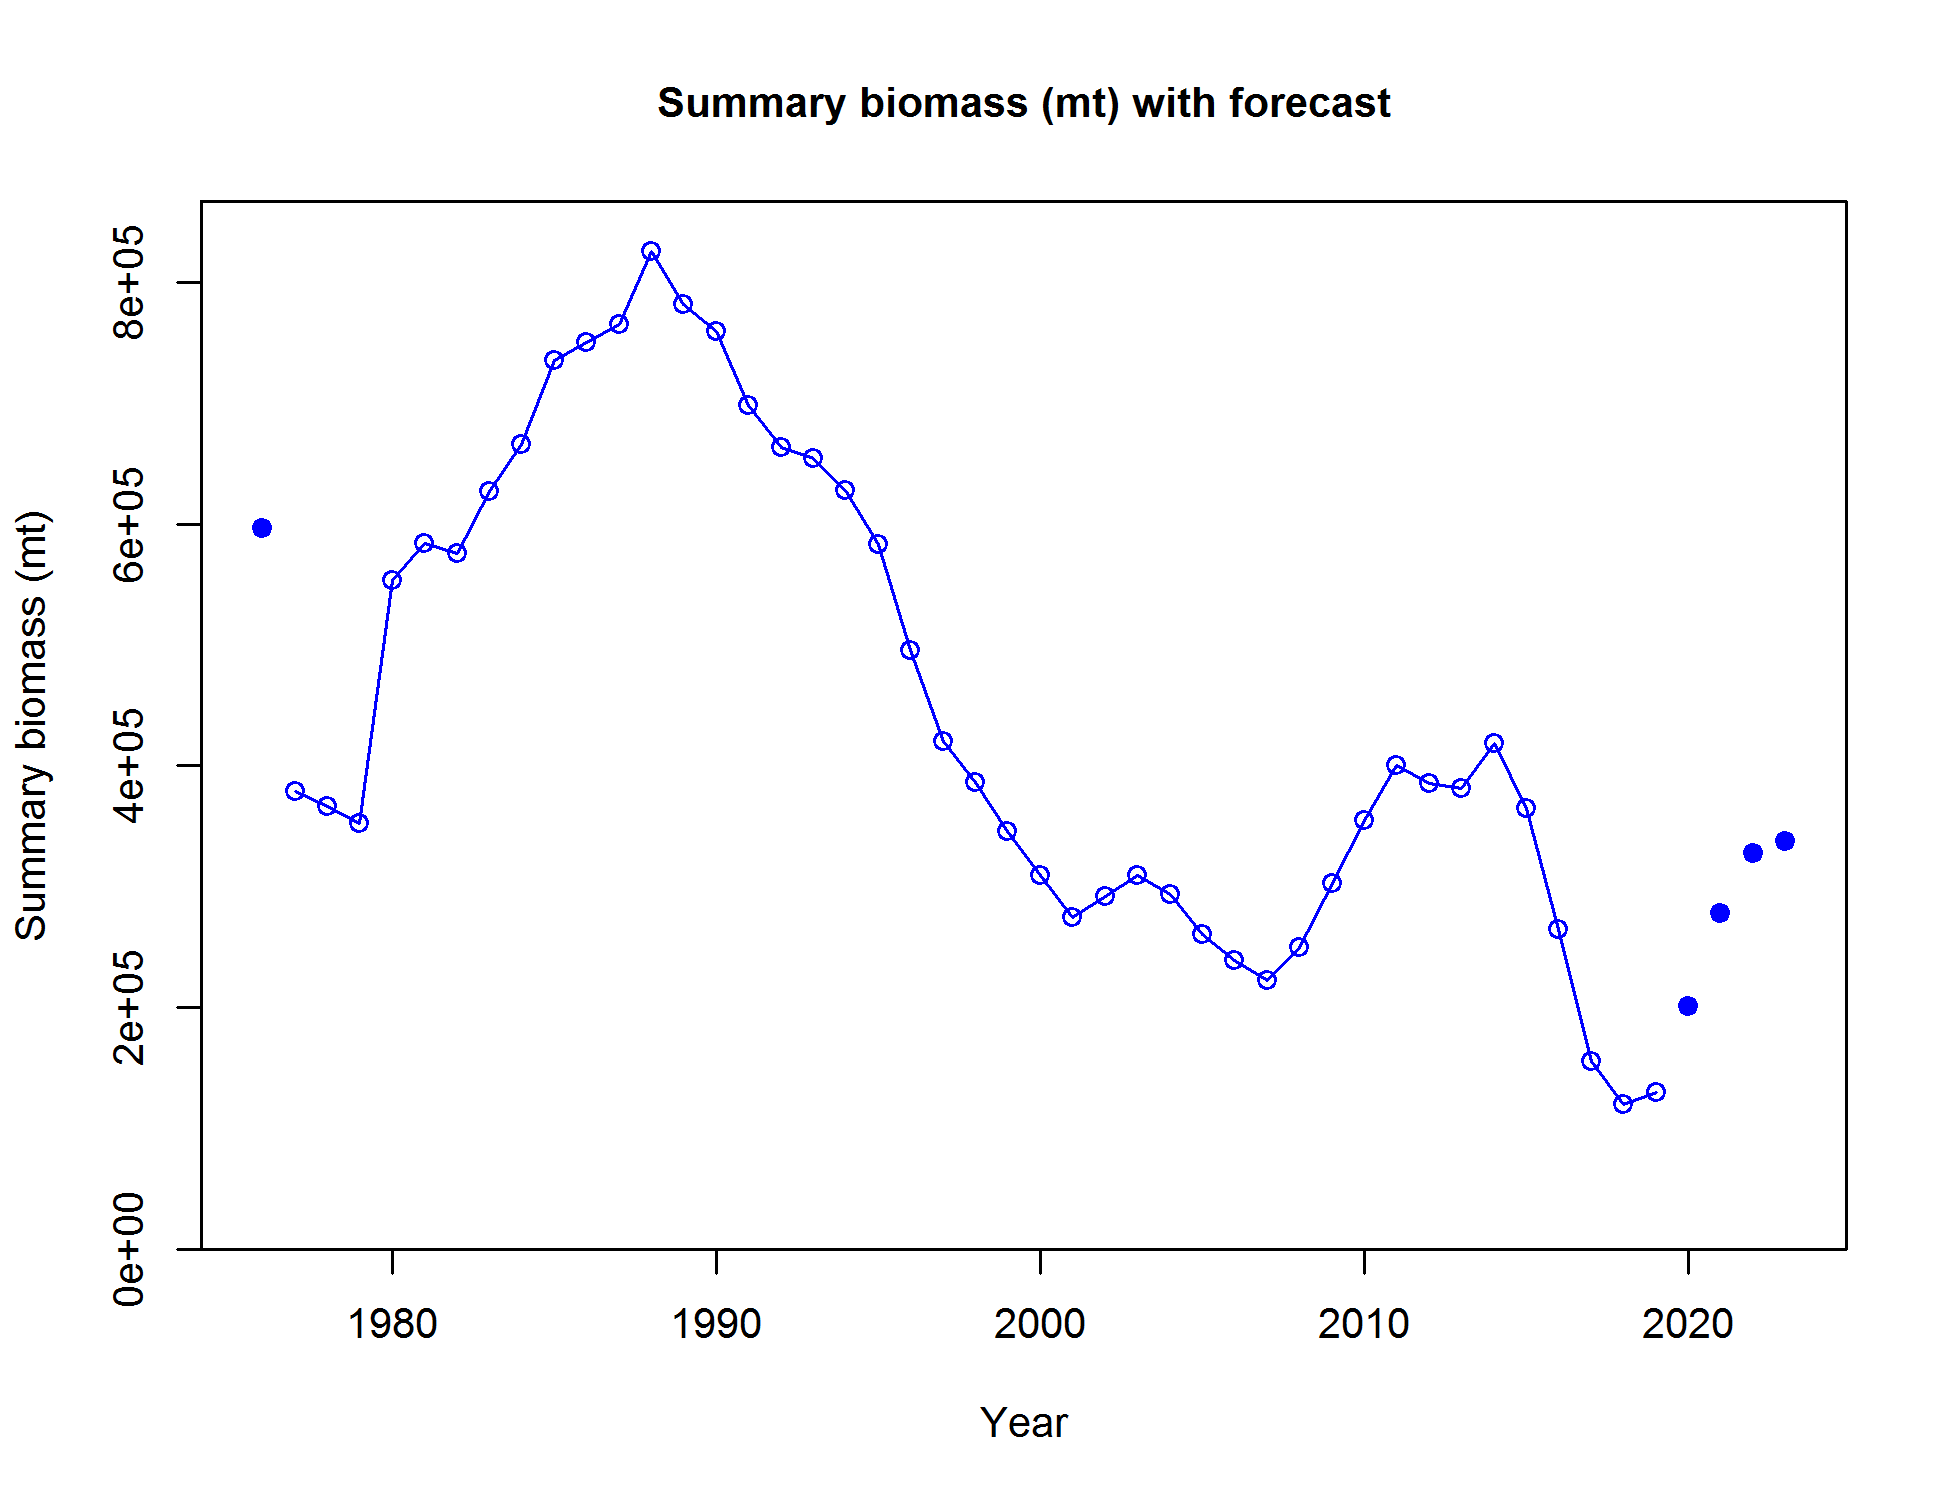 Summary biomass (mt) with forecast
Summary biomass (mt)
8e+05
6e+05
4e+05
2e+05
0e+00
1980 1990 2000 2010 2020
Year